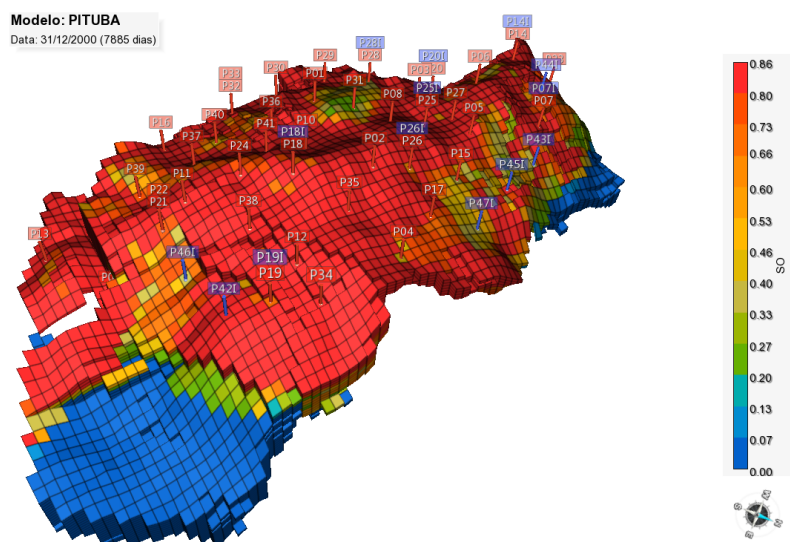 Modelo: PITUBA
Data: 31/12/2000 (7885 dias)
P14I
P14
P28I
P28
P29
P20I
P30
P33
P32
P01
P31
P44I
P25I
P25
P27
P07I
P07
P08
P05
P36
P40
P41
P10
P18I
P18
P16
P37
P24
P02
P26I
P26
P43I
P15
P45I
P39
P11
P22
P21
P35
P17
P47I
P38
P04
P12
P13
P46I
P19I
P19
P34
P42I
0.86
0.80
0.73
0.66
0.60
0.53
0.46
0.40
0.33
0.27
0.20
0.13
0.07
0.00
SO